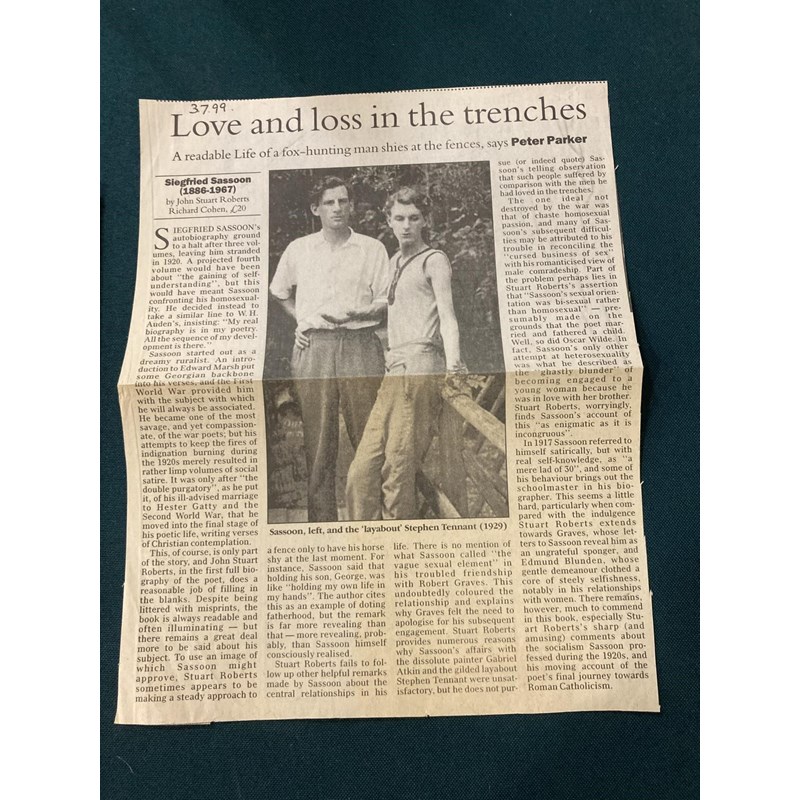 3799.
Love and loss in the trenches
A readable Life of a fox-hunting man shies at the fences, says Peter Parker
Siegfried Sassoon
(1886-1967)
by John Stuart Roberts
Richard Cohen, £20
SIEGFRIED SASSOON's
autobiography ground
to a halt after three vol-
umes, leaving him stranded
in 1920. A projected fourth
volume would have been
about "the gaining of self-
understanding", but this
would have meant Sassoon
confronting his homosexual-
ity. He decided instead to
take a similar line to W. H.
Auden's, insisting: "My real
biography is in my poetry.
All the sequence of my devel-
opment is there."
Sassoon started out as a
dreamy ruralist. An intro-
duction to Edward Marsh put
some Georgian backbone
into his verses, and the First
World War provided him
with the subject with which
he will always be associated.
He became one of the most
savage, and yet compassion-
ate, of the war poets; but his
attempts to keep the fires of
indignation burning during
the 1920s merely resulted in
rather limp volumes of social
satire. It was only after "the
double purgatory", as he put
it, of his ill-advised marriage
to Hester Gatty and the
Second World War, that he
moved into the final stage of
his poetic life, writing verses
of Christian contemplation.
This, of course, is only part
of the story, and John Stuart
Roberts, in the first full bio-
graphy of the poet, does a
reasonable job of filling in
the blanks. Despite being
littered with misprints, the
book is always readable and
often illuminating — but
there remains a great deal
more to be said about his
subject. To use an image of
which Sassoon might
approve, Stuart Roberts
sometimes appears to be
making a steady approach to
Sassoon, left, and the 'layabout' Stephen Tennant (1929)
a fence only to have his horse
shy at the last moment. For
instance, Sassoon said that
holding his son, George, was
like "holding my own life in
my hands". The author cites
this as an example of doting
fatherhood, but the remark
is far more revealing than
that — more revealing, prob-
ably, than Sassoon himself
consciously realised.
Stuart Roberts fails to fol-
low up other helpful remarks
made by Sassoon about the
central relationships in his
life. There is no mention of
what Sassoon called "the
vague sexual element" in
his troubled friendship
with Robert Graves. This
undoubtedly coloured the
relationship and explains
why Graves felt the need to
apologise for his subsequent
engagement. Stuart Roberts
provides numerous reasons
why Sassoon's affairs with
the dissolute painter Gabriel
Atkin and the gilded layabout
Stephen Tennant were unsat-
isfactory, but he does not pur-
sue (or indeed quote) Sas-
soon's telling observation
that such people suffered by
comparison with the men he
had loved in the trenches.
The one ideal not
destroyed by the war was
that of chaste homosexual
passion, and many of Sas-
soon's subsequent difficul-
ties may be attributed to his
trouble in reconciling the
"cursed business of sex"
with his romanticised view of
male comradeship. Part of
the problem perhaps lies in
Stuart Roberts's assertion
that "Sassoon's sexual orien-
tation was bi-sexual rather
than homosexual" — pre-
sumably made on the
grounds that the poet mar-
ried and fathered a child.
Well, so did Oscar Wilde. In
fact, Sassoon's only other
attempt at heterosexuality
was what he described as
the "ghastly blunder" of
becoming engaged to a
young woman because he
was in love with her brother.
Stuart Roberts, worryingly,
finds Sassoon's account of
this "as enigmatic as it is
incongruous".
In 1917 Sassoon referred to
himself satirically, but with
real self-knowledge, as "a
mere lad of 30", and some of
his behaviour brings out the
schoolmaster in his bio-
grapher. This seems a little
hard, particularly when com-
pared with the indulgence
Stuart Roberts extends
towards Graves, whose let-
ters to Sassoon reveal him as
an ungrateful sponger, and
Edmund Blunden, whose
gentle demeanour clothed a
core of steely selfishness,
notably in his relationships
with women. There remains,
however, much to commend
in this book, especially Stu-
art Roberts's sharp (and
amusing) comments about
the socialism Sassoon pro-
fessed during the 1920s, and
his moving account of the
poet's final journey towards
Roman Catholicism.